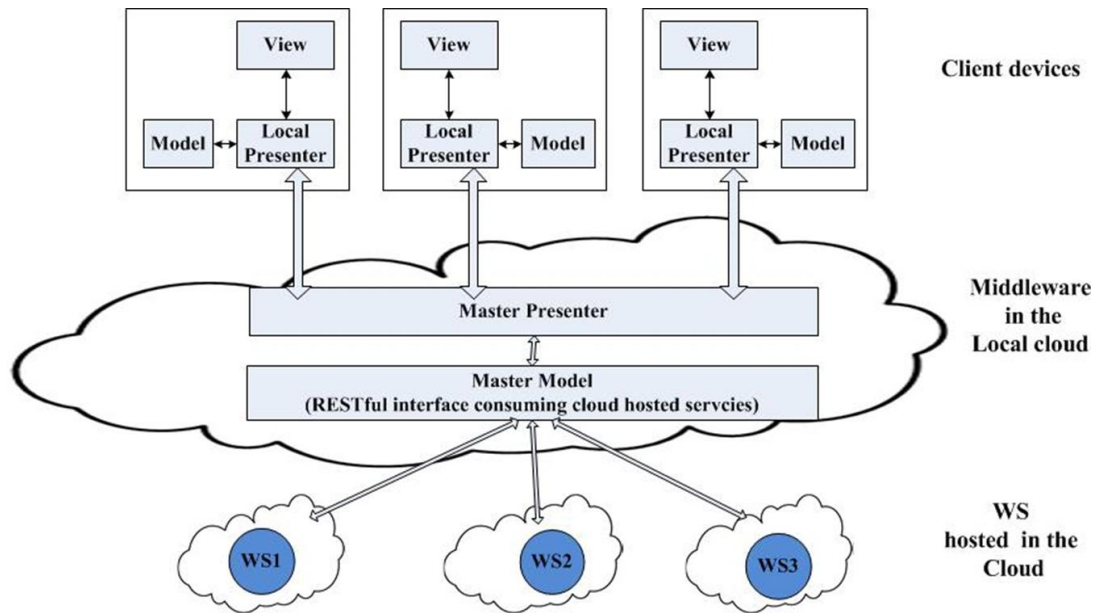 View
View
View
Client devices
Model
Local
Presenter
Local
Presenter
Model
Local
Presenter
Model
Master Presenter
Middleware
in the
Local cloud
Master Model
(RESTful interface consuming cloud hosted servcies)
WS1
WS2
WS3
WS
hosted in the
Cloud